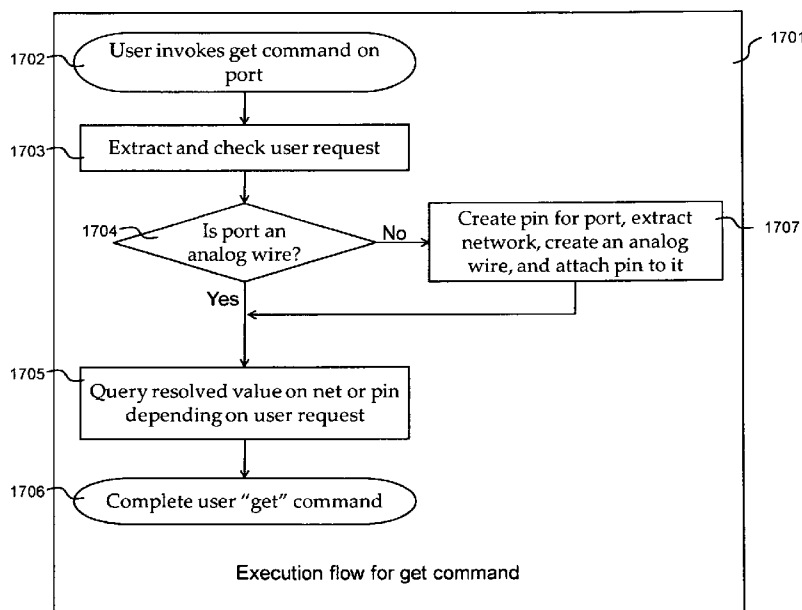 1701
1702
User invokes get command on
port
1703
Extract and check user request
1704
Is port an
analog wire?
No
Create pin for port, extract
network, create an analog
wire, and attach pin to it
1707
Yes
1705
Query resolved value on net or pin
depending on user request
1706
Complete user “get” command
Execution flow for get command